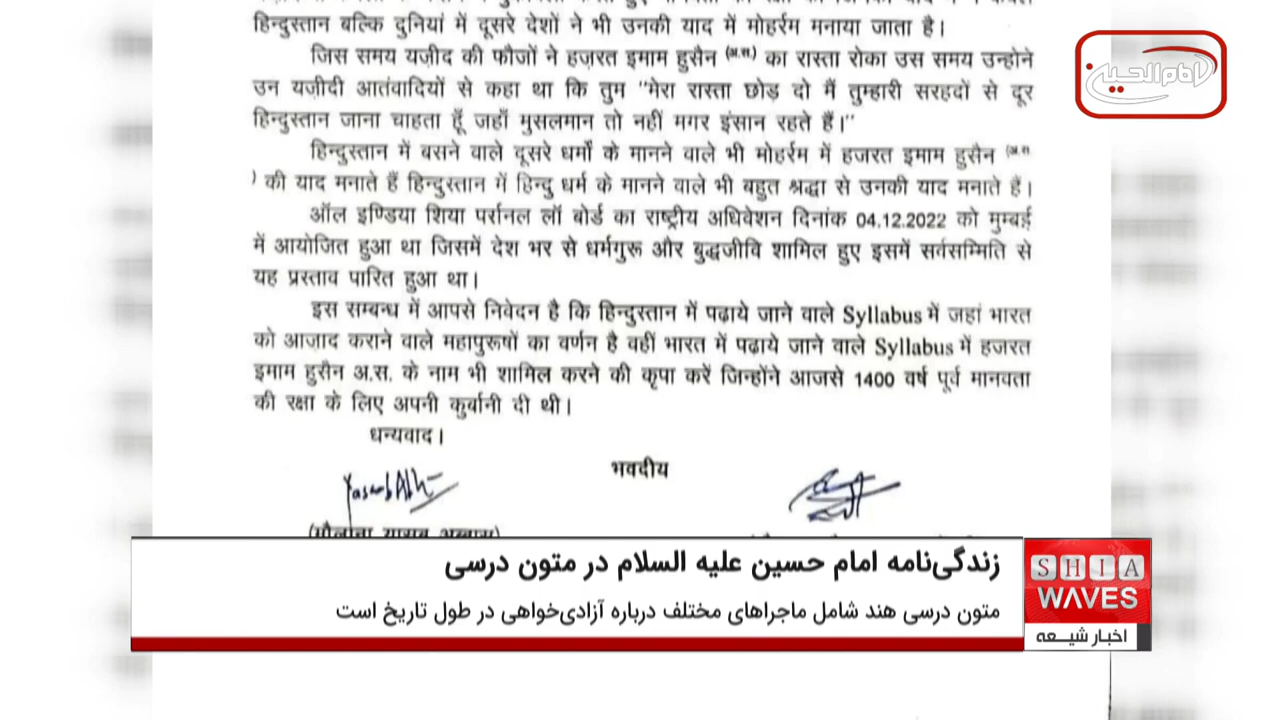 हिन्दुस्तान बल्कि दुनियां में दूसरे देशों ने भी उनकी याद में मोहर्रम मनाया जाता है।
जिस समय यज़ीद की फौजों ने हज़रत इमाम हुसैन (अ.स.) का रास्ता रोका उस समय उन्होने
उन यज़ीदी आतंवादियों से कहा था कि तुम "मेरा रास्ता छोड़ दो मैं तुम्हारी सरहदों से दूर
हिन्दुस्तान जाना चाहता हूँ जहाँ मुसलमान तो नहीं मगर इंसान रहते हैं।"
हिन्दुस्तान में बसने वाले दूसरे धर्मों के मानने वाले भी मोहर्रम में हजरत इमाम हुसैन (अ.स
) की याद मनाते हैं हिन्दुस्तान में हिन्दु धर्म के मानने वाले भी बहुत श्रद्धा से उनकी याद मनाते हैं।
ऑल इण्डिया शिया पर्सनल लॉ बोर्ड का राष्ट्रीय अधिवेशन दिनांक 04.12.2022 को मुम्बई
में आयोजित हुआ था जिसमें देश भर से धर्मगुरू और बुद्धजीवि शामिल हुए इसमें सर्वसम्मिति से
यह प्रस्ताव पारित हुआ था।
इस सम्बन्ध में आपसे निवेदन है कि हिन्दुस्तान में पढाये जाने वाले Syllabus में जहां भारत
को आज़ाद कराने वाले महापुरूषों का वर्णन है वहीं भारत में पढाये जाने वाले Syllabus में हजरत
इमाम हुसैन अ.स. के नाम भी शामिल करने की कृपा करें जिन्होंने आजसे 1400 वर्ष पूर्व मानवता
की रक्षा के लिए अपनी कुर्बानी दी थी।
धन्यवाद।
भवदीय
امام الحسین
زندگی‌نامه امام حسین علیه السلام در متون درسی
متون درسی هند شامل ماجراهای مختلف درباره آزادی‌خواهی در طول تاریخ است
SHIA
WAVES
اخبار شیعه